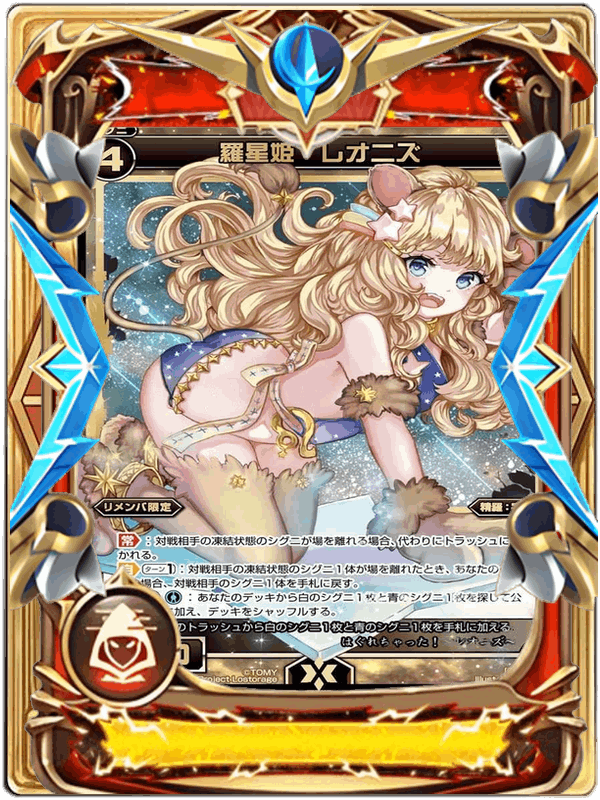 4
羅星姫 レオニズ
リメンバ限定
精羅:
常:対戦相手の凍結状態のシグニが場を離れる場合、代わりにトラッシュに
かれる。
自 ターン1:対戦相手の凍結状態のシグニ1体が場を離れたとき、あなたの
場合、対戦相手のシグニ1体を手札に戻す。
:あなたのデッキから白のシグニ1枚と青のシグニ1枚を探して公
加え、デッキをシャッフルする。
のトラッシュから白のシグニ1枚と青のシグニ1枚を手札に加える
はぐれちゃった! レオニズ
©TOMY
Project Lostorage
Illust